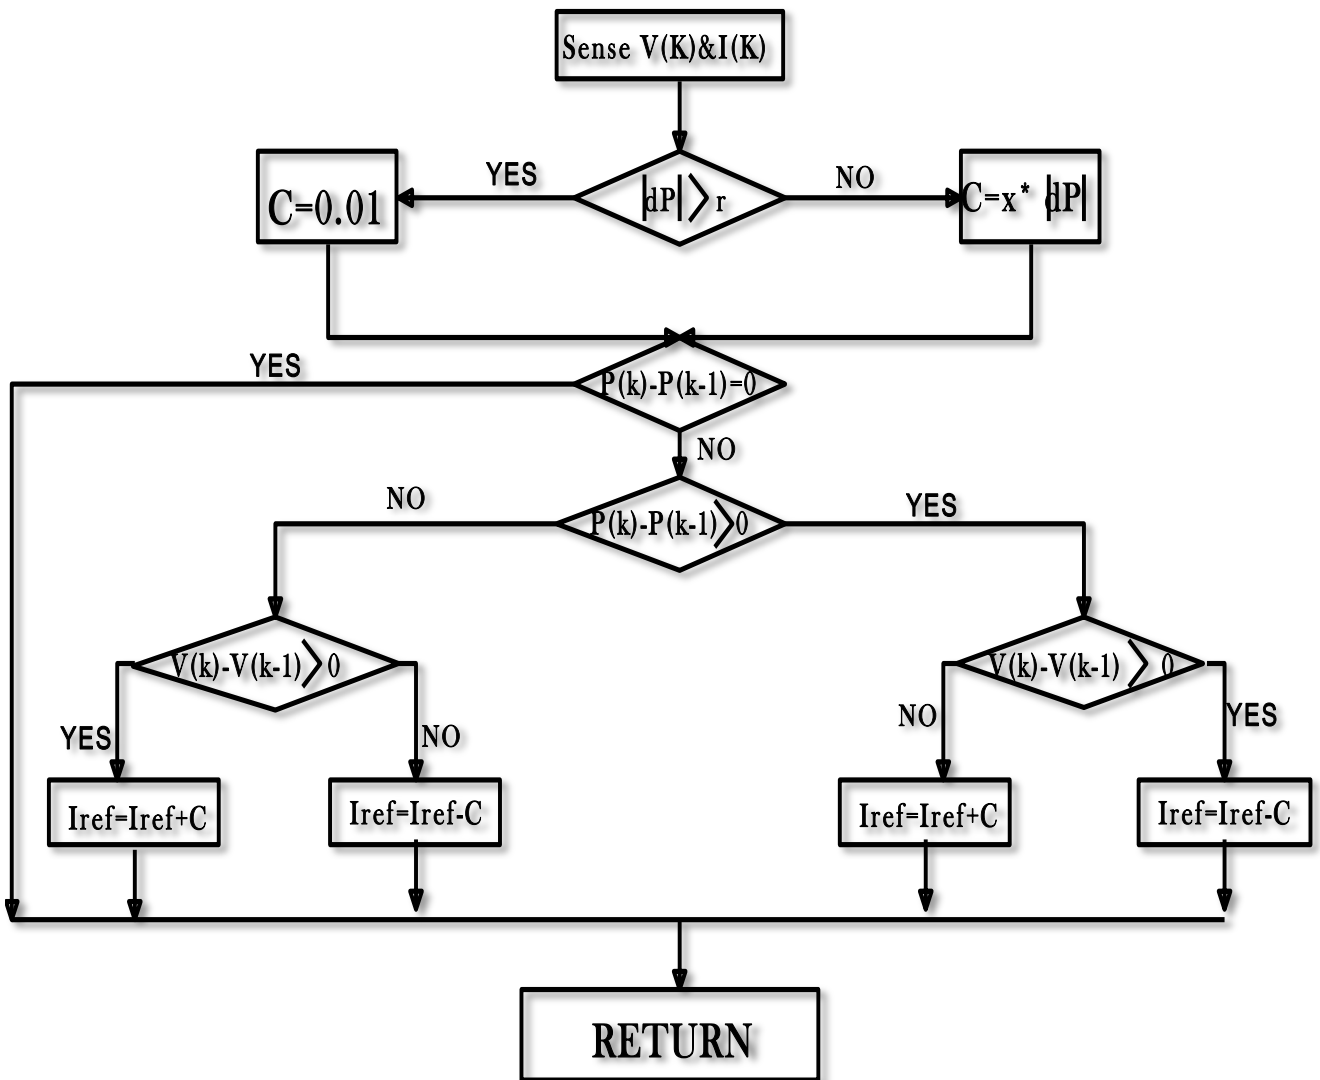 Sense V(K)&I(K)
YES
NO
C=0.01
|dP|>r
C=x* |dP|
YES
P(k)-P(k-1)=0
NO
NO
YES
P(k)-P(k-1)>0
V(k)-V(k-1)>0
V(k)-V(k-1) > 0
YES
NO
NO
YES
Iref=Iref+C
Iref=Iref-C
Iref=Iref+C
Iref=Iref-C
RETURN